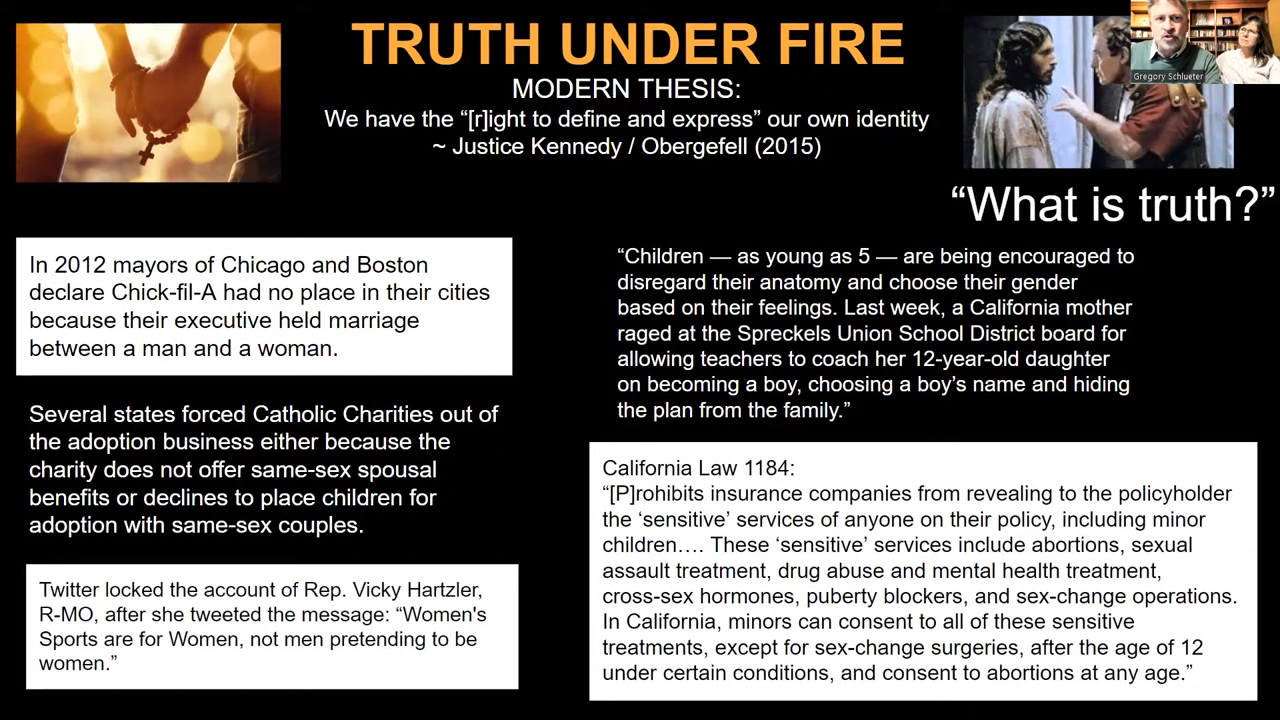 TRUTH UNDER FIRE
MODERN THESIS:
We have the “[r]ight to define and express” our own identity
~ Justice Kennedy / Obergefell (2015)
Gregory Schlueter
“What is truth?”
In 2012 mayors of Chicago and Boston
declare Chick-fil-A had no place in their cities
because their executive held marriage
between a man and a woman.
Several states forced Catholic Charities out of
the adoption business either because the
charity does not offer same-sex spousal
benefits or declines to place children for
adoption with same-sex couples.
Twitter locked the account of Rep. Vicky Hartzler,
R-MO, after she tweeted the message: “Women's
Sports are for Women, not men pretending to be
women.”
“Children — as young as 5 — are being encouraged to
disregard their anatomy and choose their gender
based on their feelings. Last week, a California mother
raged at the Spreckels Union School District board for
allowing teachers to coach her 12-year-old daughter
on becoming a boy, choosing a boy’s name and hiding
the plan from the family.”
California Law 1184:
“[P]rohibits insurance companies from revealing to the policyholder
the ‘sensitive’ services of anyone on their policy, including minor
children…. These ‘sensitive’ services include abortions, sexual
assault treatment, drug abuse and mental health treatment,
cross-sex hormones, puberty blockers, and sex-change operations.
In California, minors can consent to all of these sensitive
treatments, except for sex-change surgeries, after the age of 12
under certain conditions, and consent to abortions at any age.”